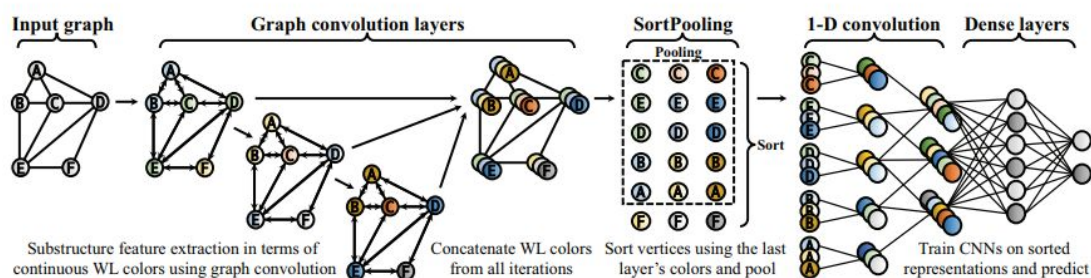 Input graph
Graph convolution layers
SortPooling
1-D convolution
Dense layers
A
B C D
E F
A
B C D
E F
A
B C D
E F
A
B C D
E F
A
B C D
E F
Pooling
C C C
E E E
D D D
B B B
A A A
F F F
Sort
C
C
C
E
E
E
D
D
D
B
B
B
A
A
A
Substructure feature extraction in terms of
continuous WL colors using graph convolution
Concatenate WL colors
from all iterations
Sort vertices using the last
layer's colors and pool
Train CNNs on sorted
representations and predic